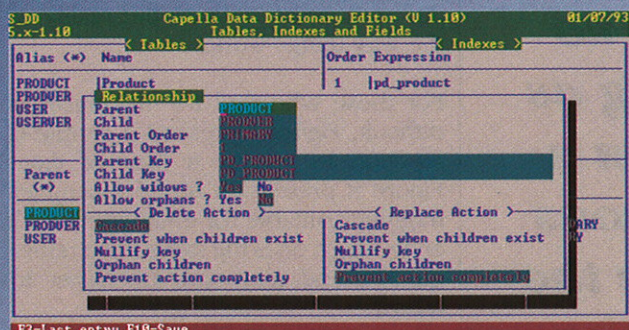 S_DD Capella Data Dictionary Editor (V 1.10) 01/07/93
5.x-1.10 Tables, Indexes and Fields
< Tables > < Indexes >
Alias (*) Name Order Expression
PRODUCT Product 1 pd_product
PRODVER
USER
USERVER
Relationship
Parent PRODUCT
Child PRODVER
Parent Order PRIMARY
Child Order 1
Parent Key PD_PRODUCT
Child Key PD_PRODUCT
Allow widows ? Yes No
Allow orphans ? Yes No
Parent
(*)
PRODUCT
PRODVER
USER
< Delete Action > < Replace Action >
Cascade Cascade
Prevent when children exist Prevent when children exist
Nullify key Nullify key
Orphan children Orphan children
Prevent action completely Prevent action completely
ARY
Y
F2-Last entry F10-Save